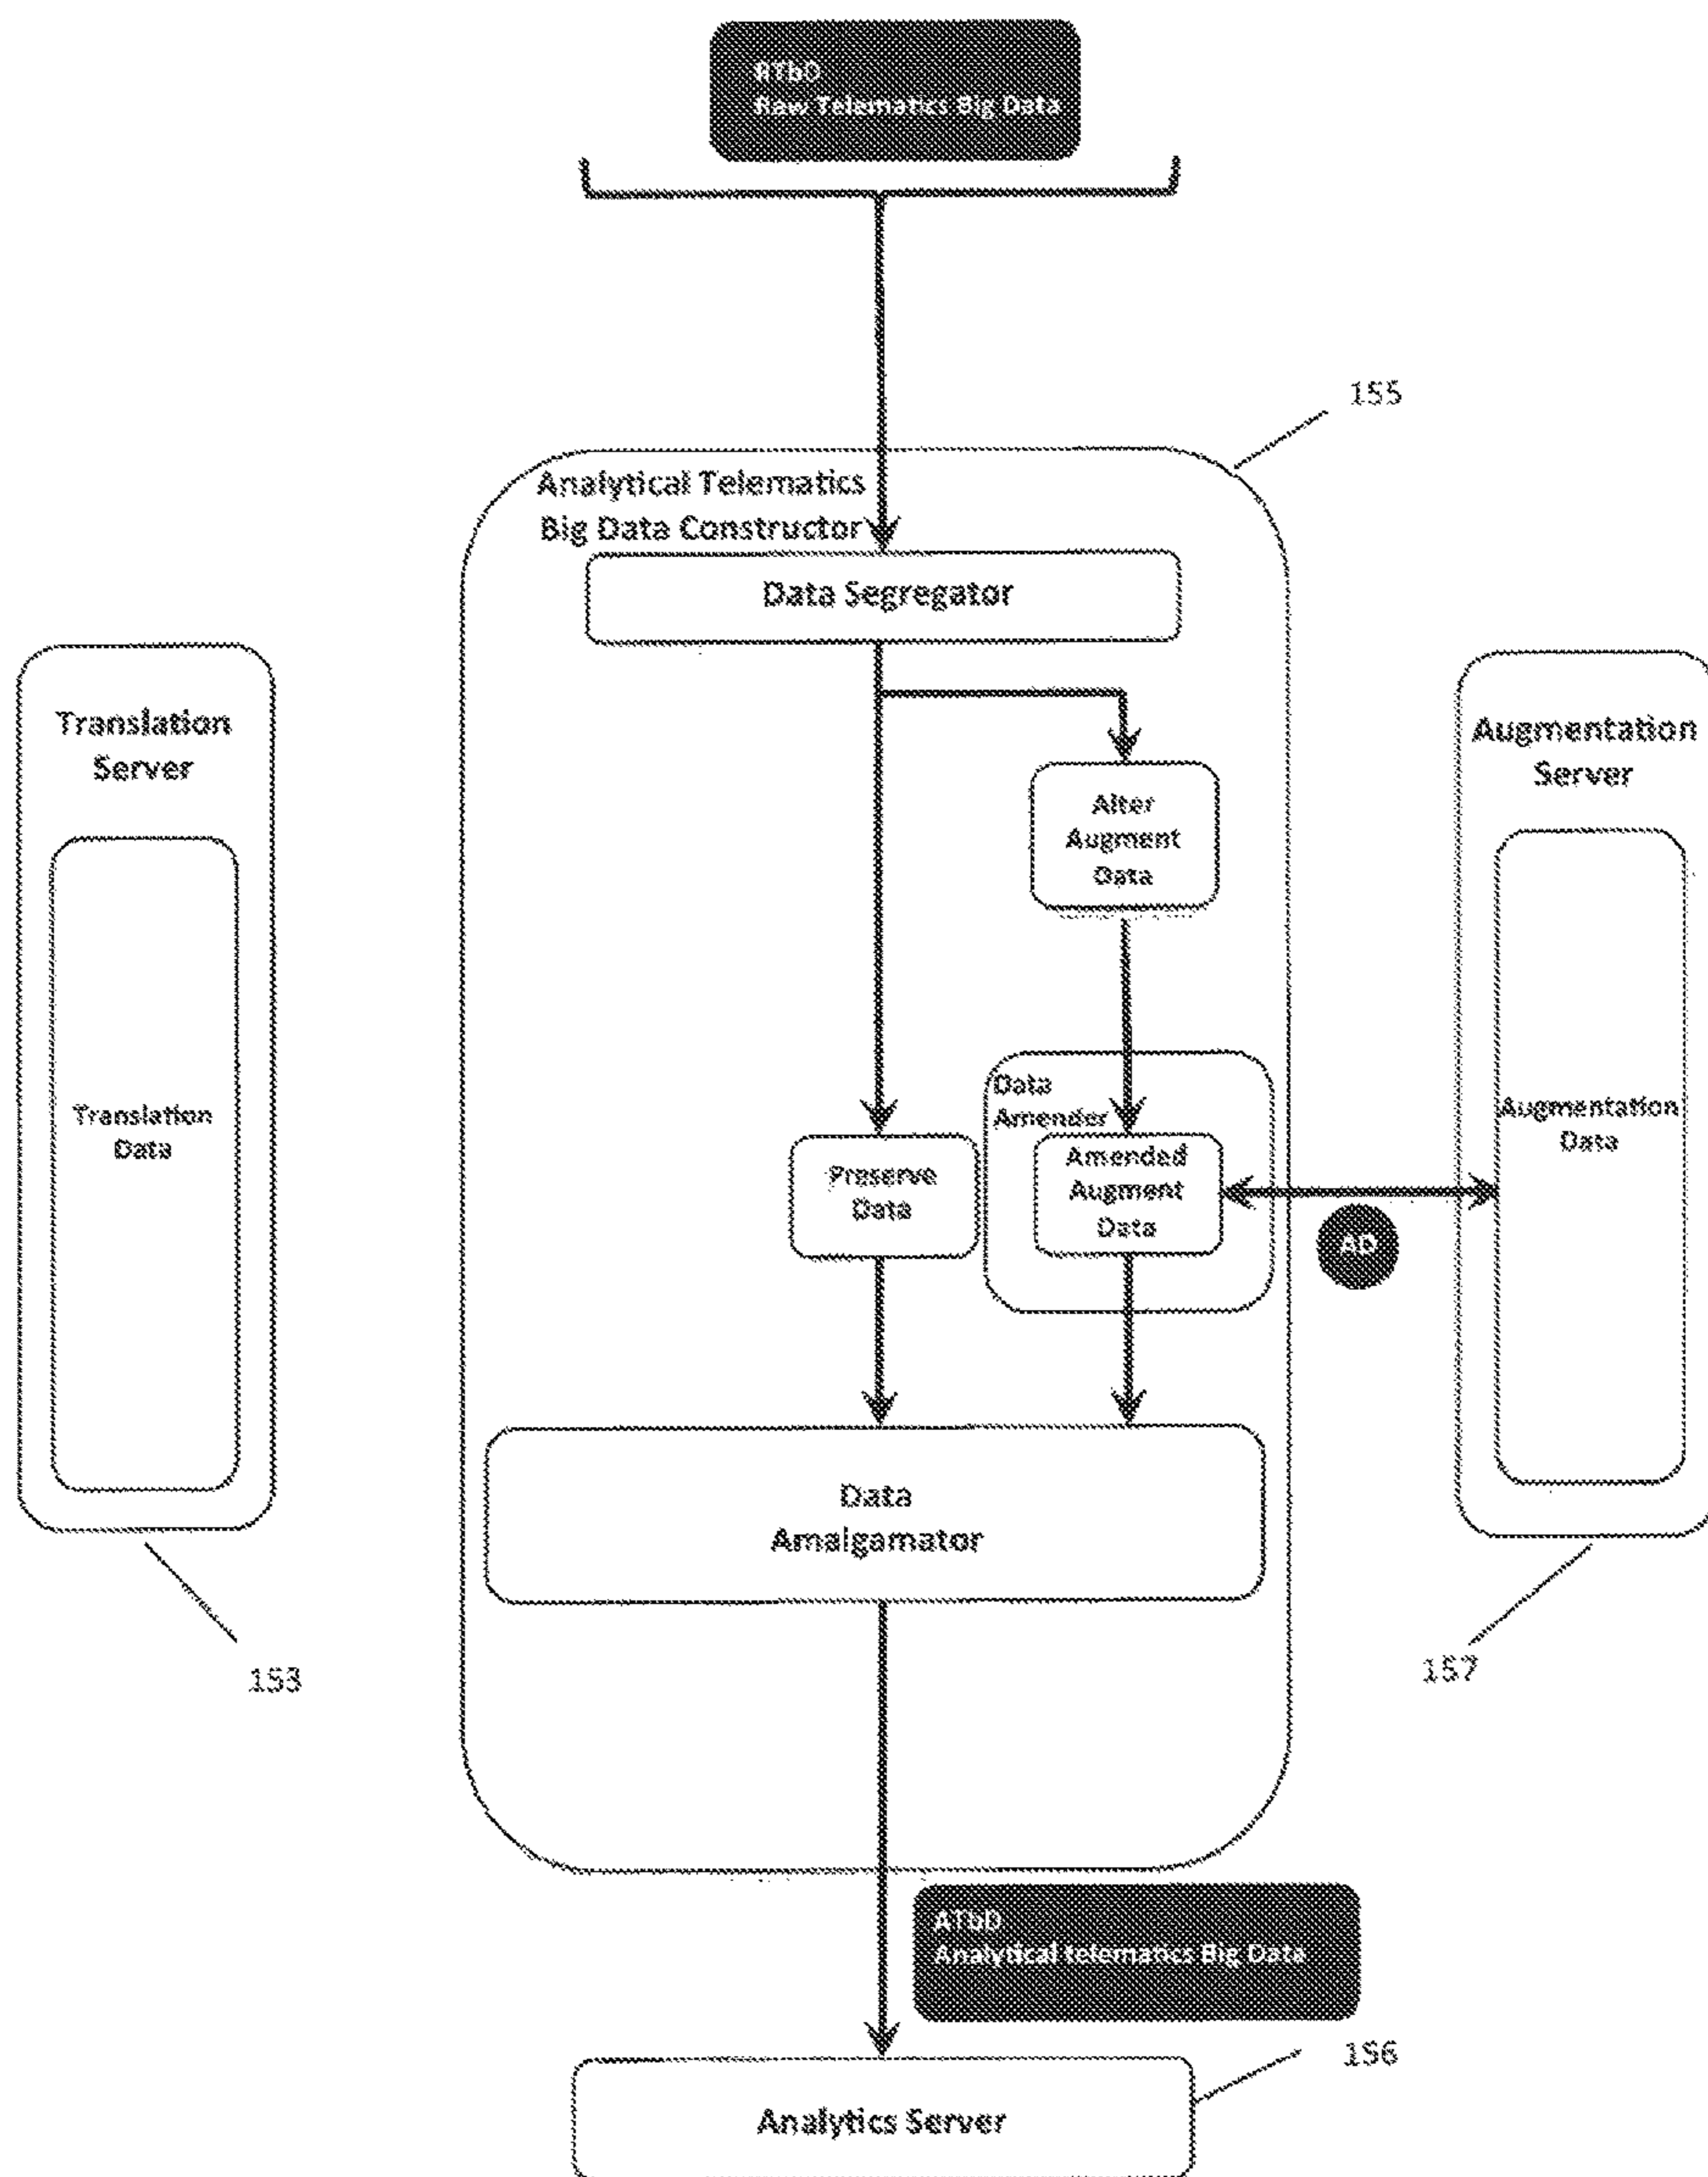 RTbD
Raw Telematics Big Data
155
Analytical Telematics
Big Data Constructor
Data Segregator
Translation
Server
Augmentation
Server
Alter
Augment
Data
Translation
Data
Data
Amender
Augmentation
Data
Preserve
Data
Amended
Augment
Data
AD
Data
Amalgamator
153
157
ATbD
Analytical telematics Big Data
156
Analytics Server